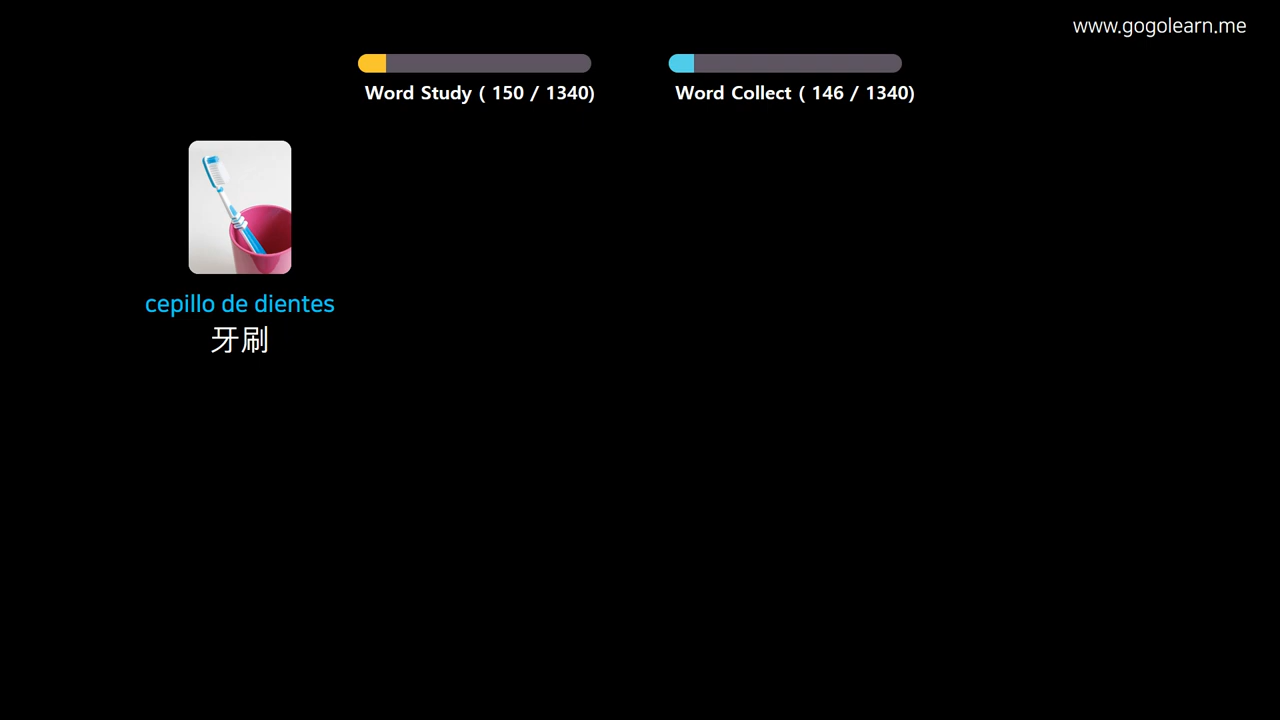 www.gogolearn.me
Word Study ( 150 / 1340)
Word Collect ( 146 / 1340)
cepillo de dientes
牙刷